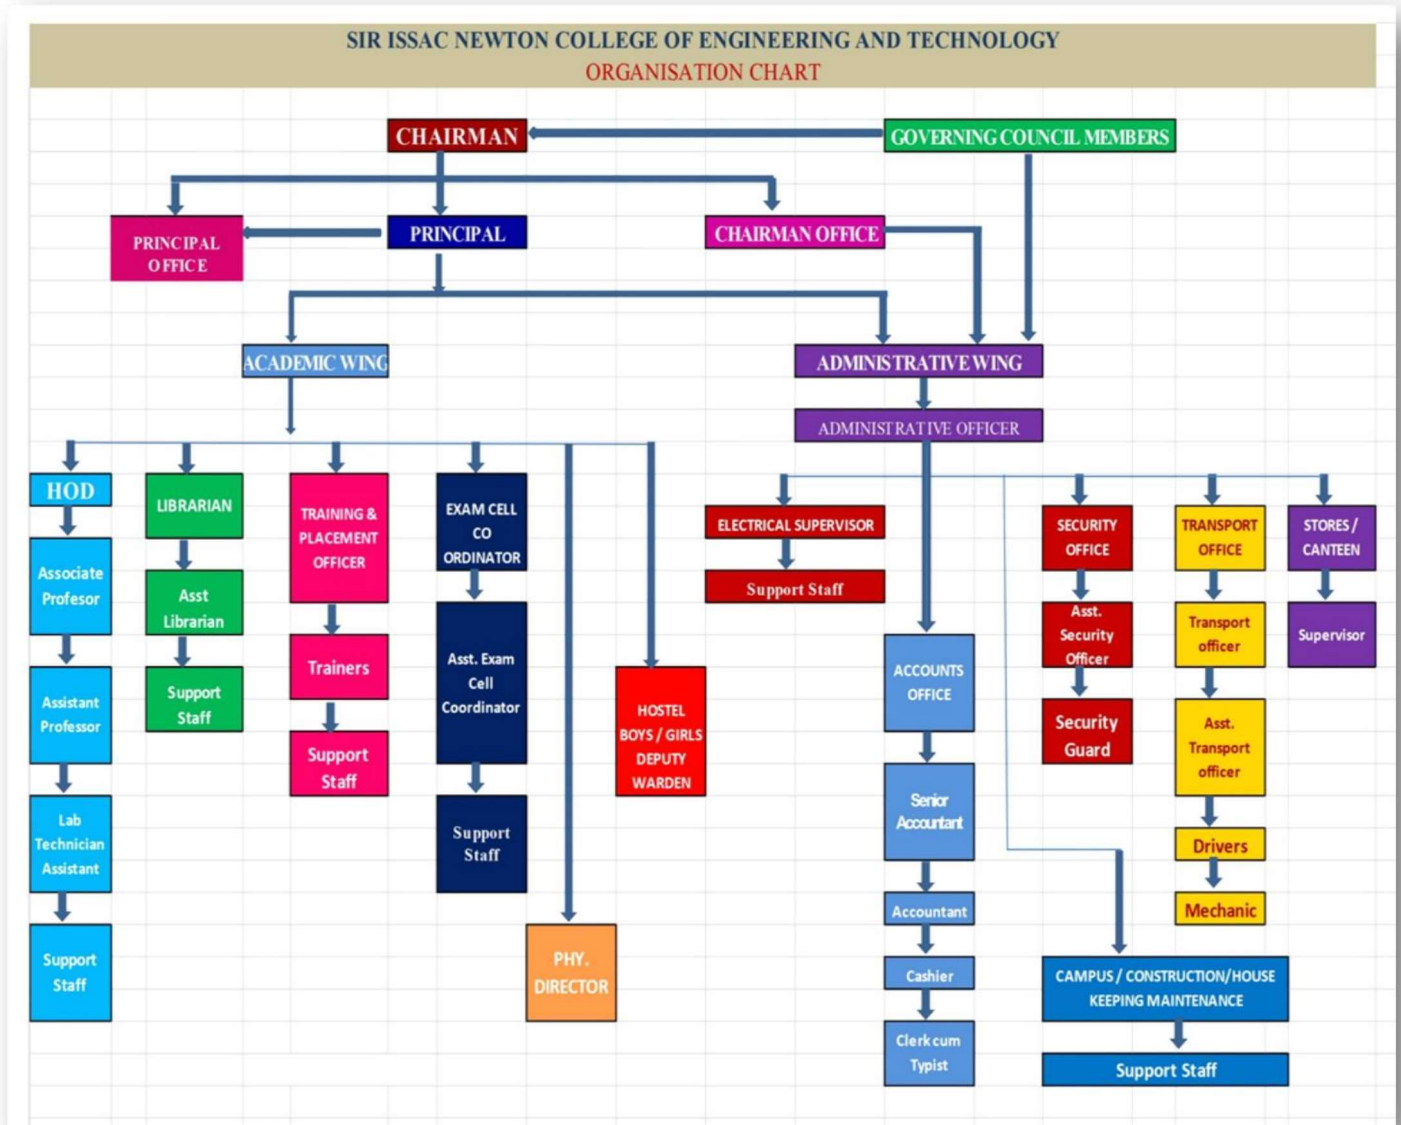 SIR ISSAC NEWTON COLLEGE OF ENGINEERING AND TECHNOLOGY
ORGANISATION CHART
CHAIRMAN
GOVERNING COUNCIL MEMBERS
PRINCIPAL
OFFICE
PRINCIPAL
CHAIRMAN OFFICE
ACADEMIC WING
ADMINISTRATIVE WING
ADMINISTRATIVE OFFICER
HOD
Associate
Profesor
Assistant
Professor
Lab
Technician
Assistant
Support
Staff
LIBRARIAN
Asst
Librarian
Support
Staff
TRAINING &
PLACEMENT
OFFICER
Trainers
Support
Staff
EXAM CELL
CO
ORDINATOR
Asst. Exam
Cell
Coordinator
Support
Staff
PHY.
DIRECTOR
HOSTEL
BOYS / GIRLS
DEPUTY
WARDEN
ELECTRICAL SUPERVISOR
Support Staff
ACCOUNTS
OFFICE
Senior
Accountant
Accountant
Cashier
Clerk cum
Typist
SECURITY
OFFICE
Asst.
Security
Officer
Security
Guard
TRANSPORT
OFFICE
Transport
officer
Asst.
Transport
officer
Drivers
Mechanic
STORES /
CANTEEN
Supervisor
CAMPUS / CONSTRUCTION/HOUSE
KEEPING MAINTENANCE
Support Staff